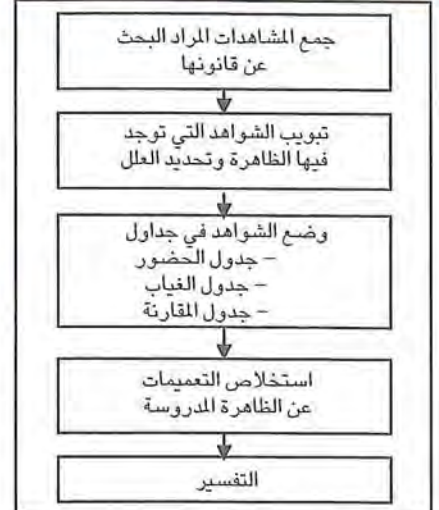 جمع المشاهدات المراد البحث
عن قانونها
تبويب الشواهد التي توجد
فيها الظاهرة وتحديد العلل
وضع الشواهد في جداول
– جدول الحضور
– جدول الغياب
– جدول المقارنة
استخلاص التعميمات
عن الظاهرة المدروسة
التفسير